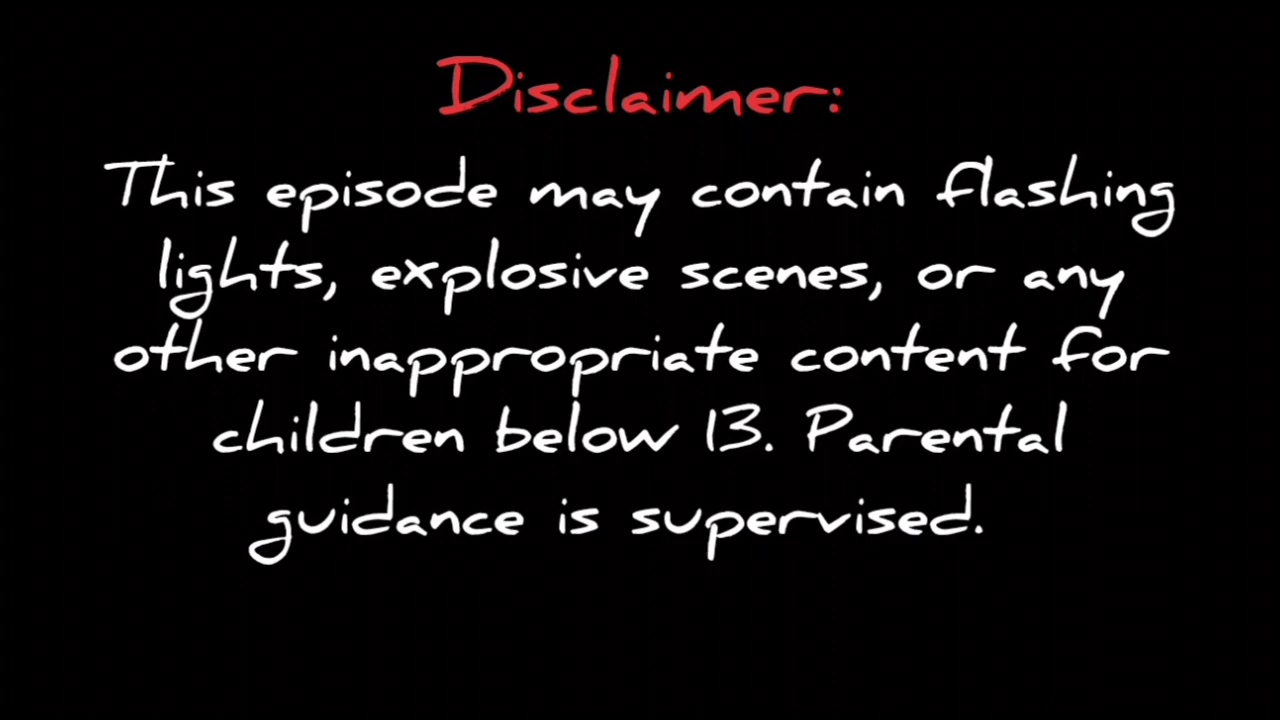 Disclaimer:
This episode may contain flashing
lights, explosive scenes, or any
other inappropriate content for
children below 13. Parental
guidance is supervised.